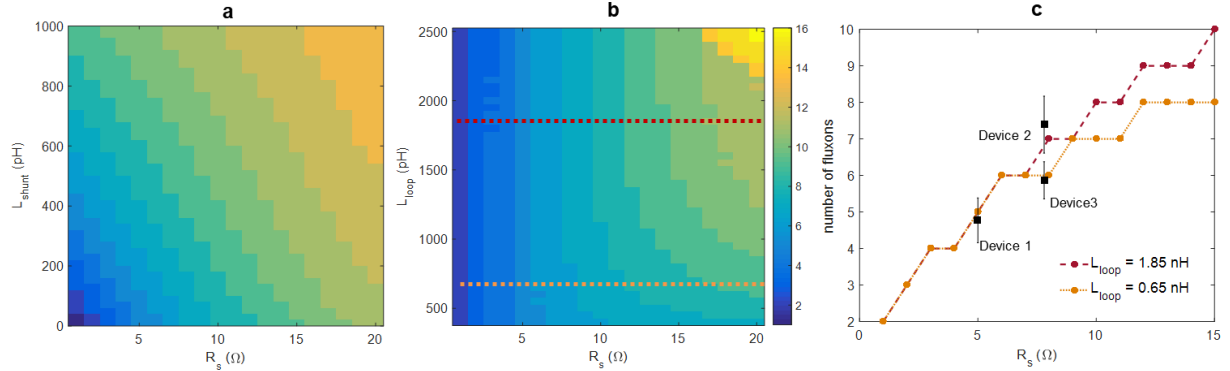 a
1000
800
600
400
200
0
L_shunt (pH)
5
10
15
20
R_s (Ω)
b
2500
2000
1500
1000
500
L_loop (pH)
5
10
15
20
R_s (Ω)
16
14
12
10
8
6
4
2
c
10
9
8
7
6
5
4
3
2
number of fluxons
Device 2
Device3
Device 1
L_loop = 1.85 nH
L_loop = 0.65 nH
0
5
10
15
R_s (Ω)